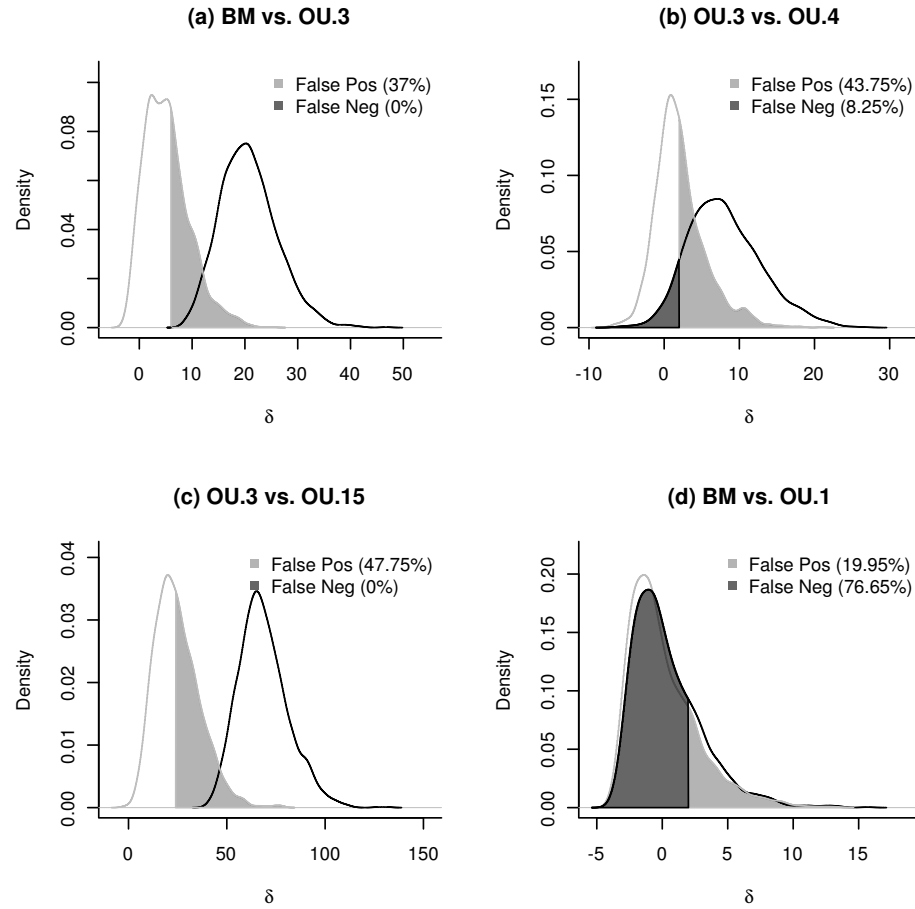 (a) BM vs. OU.3
False Pos (37%)
False Neg (0%)
Density
0.00
0.04
0.08
0
10
20
30
40
50
δ
(b) OU.3 vs. OU.4
False Pos (43.75%)
False Neg (8.25%)
Density
0.00
0.05
0.10
0.15
-10
0
10
20
30
δ
(c) OU.3 vs. OU.15
False Pos (47.75%)
False Neg (0%)
Density
0.00
0.01
0.02
0.03
0.04
0
50
100
150
δ
(d) BM vs. OU.1
False Pos (19.95%)
False Neg (76.65%)
Density
0.00
0.05
0.10
0.15
0.20
-5
0
5
10
15
δ